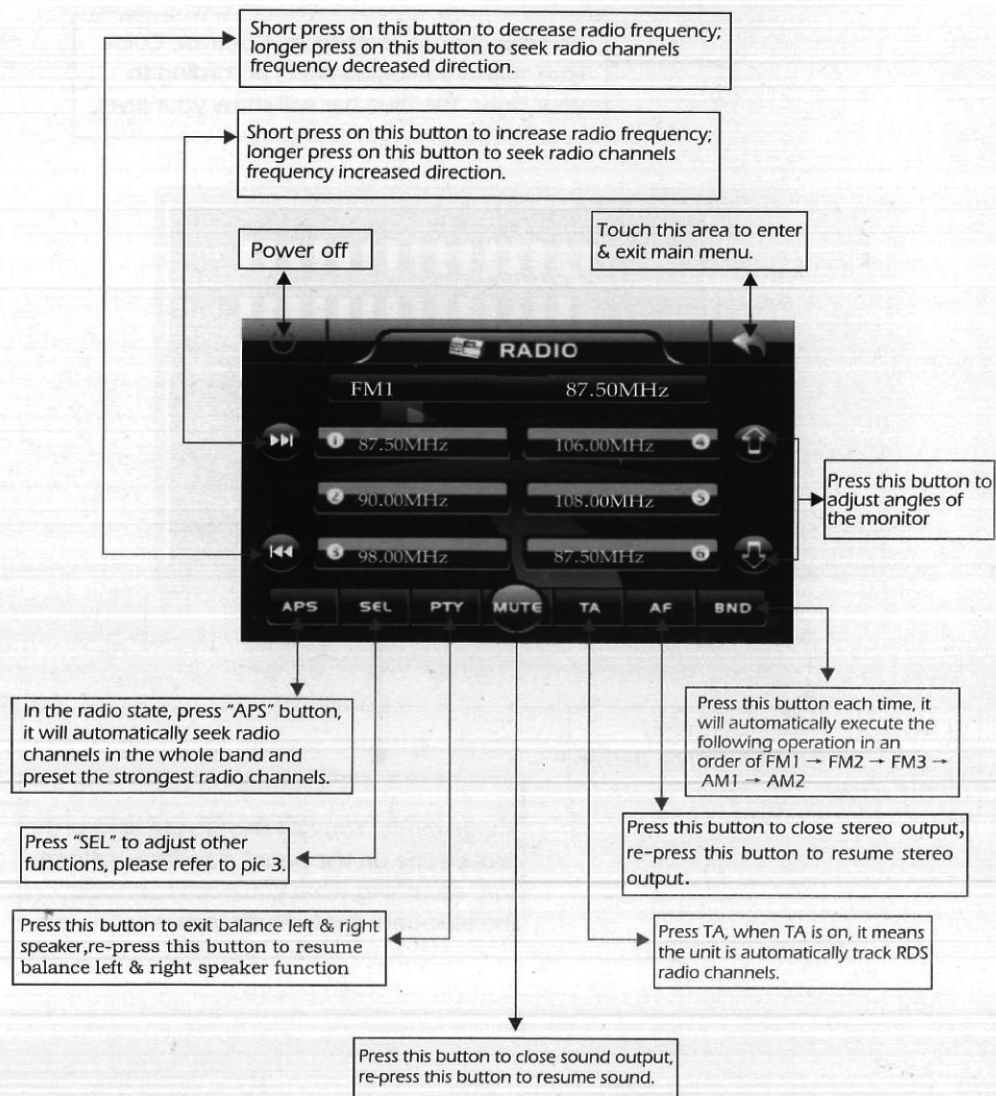 Short press on this button to decrease radio frequency;
longer press on this button to seek radio channels
frequency decreased direction.
Short press on this button to increase radio frequency;
longer press on this button to seek radio channels
frequency increased direction.
Power off
Touch this area to enter
& exit main menu.
RADIO
FM1 87.50MHz
1 87.50MHz 106.00MHz 4
2 90.00MHz 108.00MHz 5
3 98.00MHz 87.50MHz 6
Press this button to
adjust angles of
the monitor
APS SEL PTY MUTE TA AF BND
In the radio state, press “APS” button,
it will automatically seek radio
channels in the whole band and
preset the strongest radio channels.
Press this button each time, it
will automatically execute the
following operation in an
order of FM1 → FM2 → FM3 →
AM1 → AM2
Press “SEL” to adjust other
functions, please refer to pic 3.
Press this button to close stereo output,
re-press this button to resume stereo
output.
Press this button to exit balance left & right
speaker,re-press this button to resume
balance left & right speaker function
Press TA, when TA is on, it means
the unit is automatically track RDS
radio channels.
Press this button to close sound output,
re-press this button to resume sound.